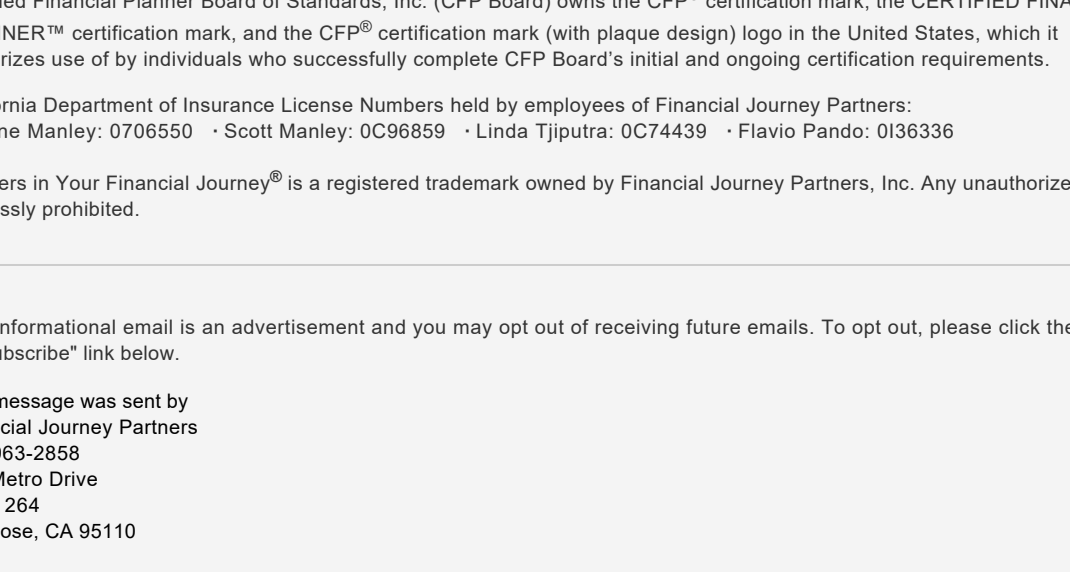 ied Financial Planner Board of Standards, Inc. (CFP Board) owns the CFP® certification mark, the CERTIFIED FINA
NER™ certification mark, and the CFP® certification mark (with plaque design) logo in the United States, which it
rizes use of by individuals who successfully complete CFP Board’s initial and ongoing certification requirements.
rnia Department of Insurance License Numbers held by employees of Financial Journey Partners:
ne Manley: 0706550 · Scott Manley: 0C96859 · Linda Tjiputra: 0C74439 · Flavio Pando: 0I36336
ers in Your Financial Journey® is a registered trademark owned by Financial Journey Partners, Inc. Any unauthorize
ssly prohibited.
nformational email is an advertisement and you may opt out of receiving future emails. To opt out, please click the
ubscribe" link below.
message was sent by
cial Journey Partners
963-2858
Metro Drive
264
ose, CA 95110